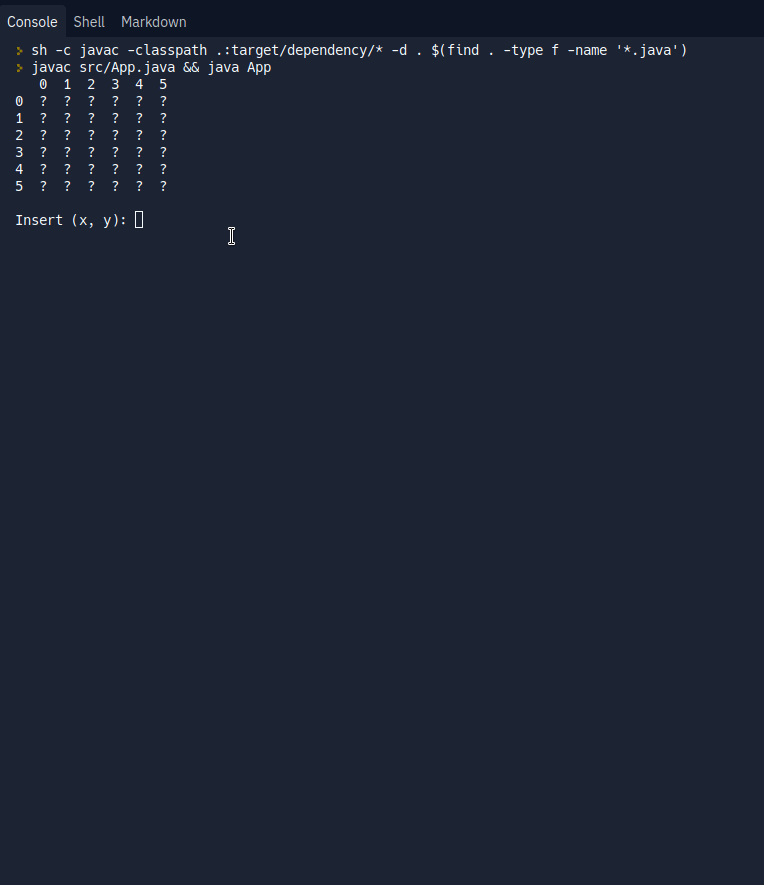 Console Shell Markdown
sh -c javac -classpath .:target/dependency/* -d . $(find . -type f -name '*.java')
javac src/App.java && java App
0 1 2 3 4 5
0 ? ? ? ? ? ?
1 ? ? ? ? ? ?
2 ? ? ? ? ? ?
3 ? ? ? ? ? ?
4 ? ? ? ? ? ?
5 ? ? ? ? ? ?
Insert (x, y):